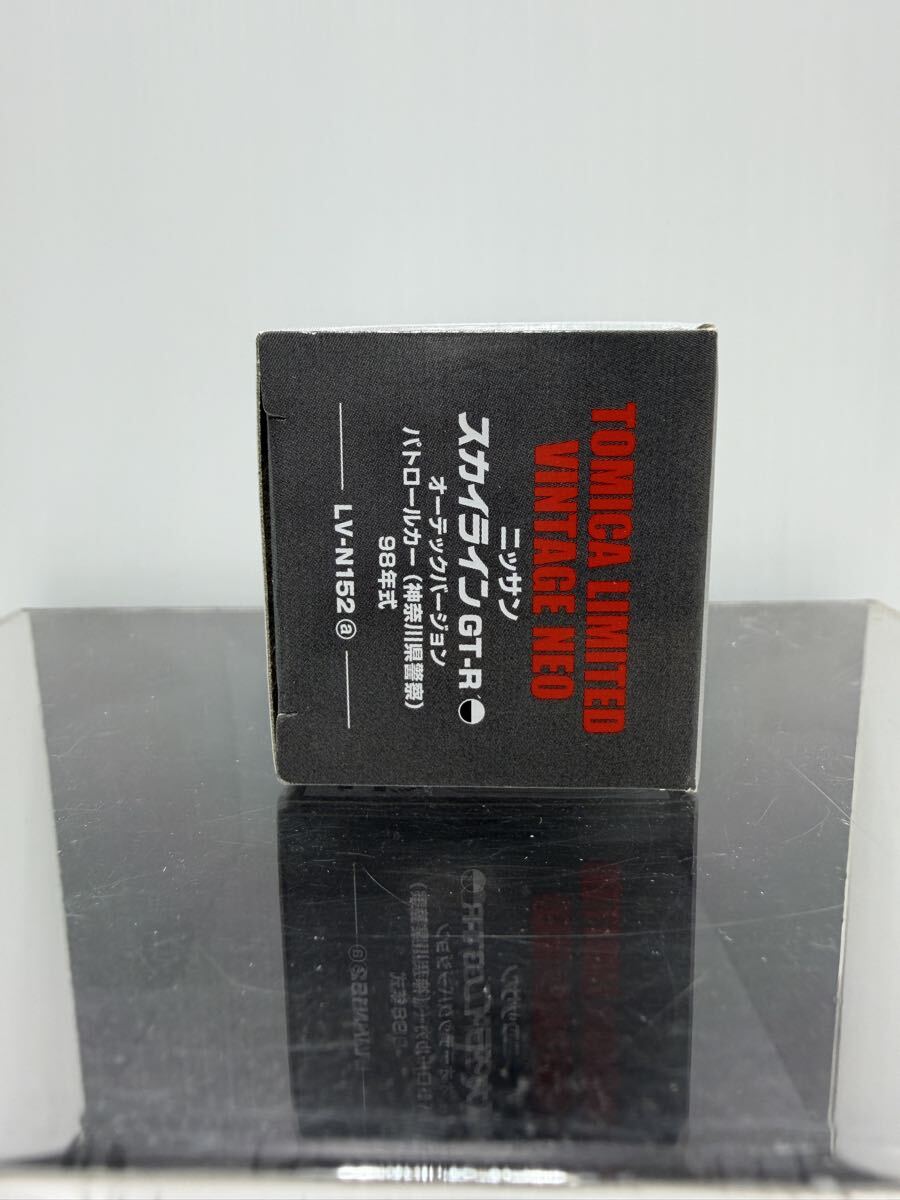 TOMICA LIMITED
VINTAGE NEO
ニッサン
スカイラインGT-R
オーテックバージョン
パトロールカー(神奈川県警察)
98年式
LV-N152 ⓐ